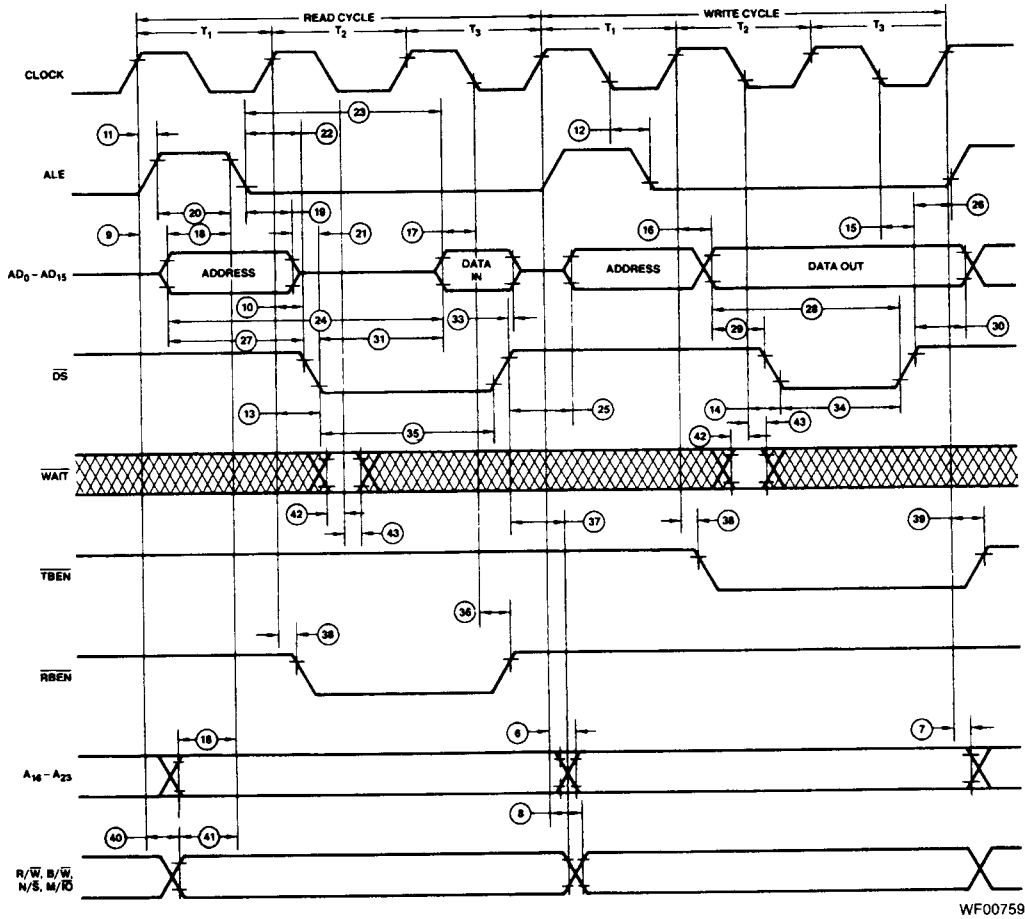 READ CYCLE
WRITE CYCLE
T1 T2 T3 T1 T2 T3
CLOCK
23
11 22 12
ALE
20 19 26
9 18 21 17 16 15
AD0 – AD15 ADDRESS DATA IN ADDRESS DATA OUT
10 24 33 28
27 31 29 30
DS
13 25 14 34
35 42 43
WAIT
42 43 37 38 39
TBEN
38 36
RBEN
18 6 7
A16 – A23
40 41 8
R/W, B/W,
N/S, M/IO
WF00759